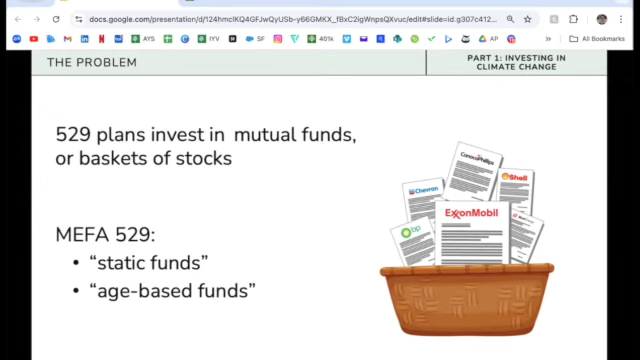 docs.google.com/presentation/d/124hmclKQ4GFJwQyUSb-y66GMKX_fBxC2igWnpsQXvuc/edit#slide=id.g307c412...
AYS
IYV
SF
401k
AP
All Bookmarks
THE PROBLEM
PART 1: INVESTING IN
CLIMATE CHANGE
529 plans invest in mutual funds,
or baskets of stocks
ConocoPhillips
Shell
Chevron
ExxonMobil
bp
MEFA 529:
• “static funds”
• “age-based funds”